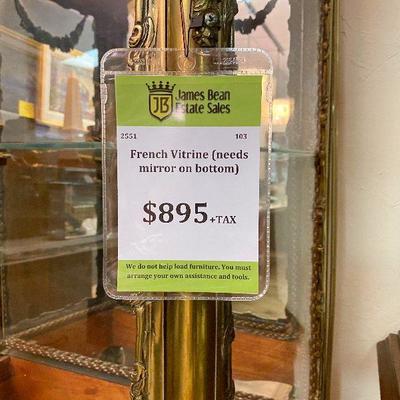 JB
James Bean
Estate Sales
2551 103
French Vitrine (needs
mirror on bottom)
$895+TAX
We do not help load furniture. You must
arrange your own assistance and tools.